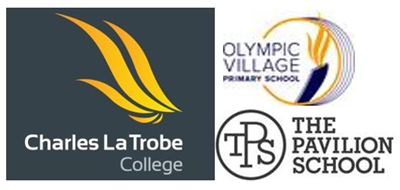 Charles La Trobe
College
OLYMPIC
VILLAGE
PRIMARY SCHOOL
TPS
THE
PAVILION
SCHOOL